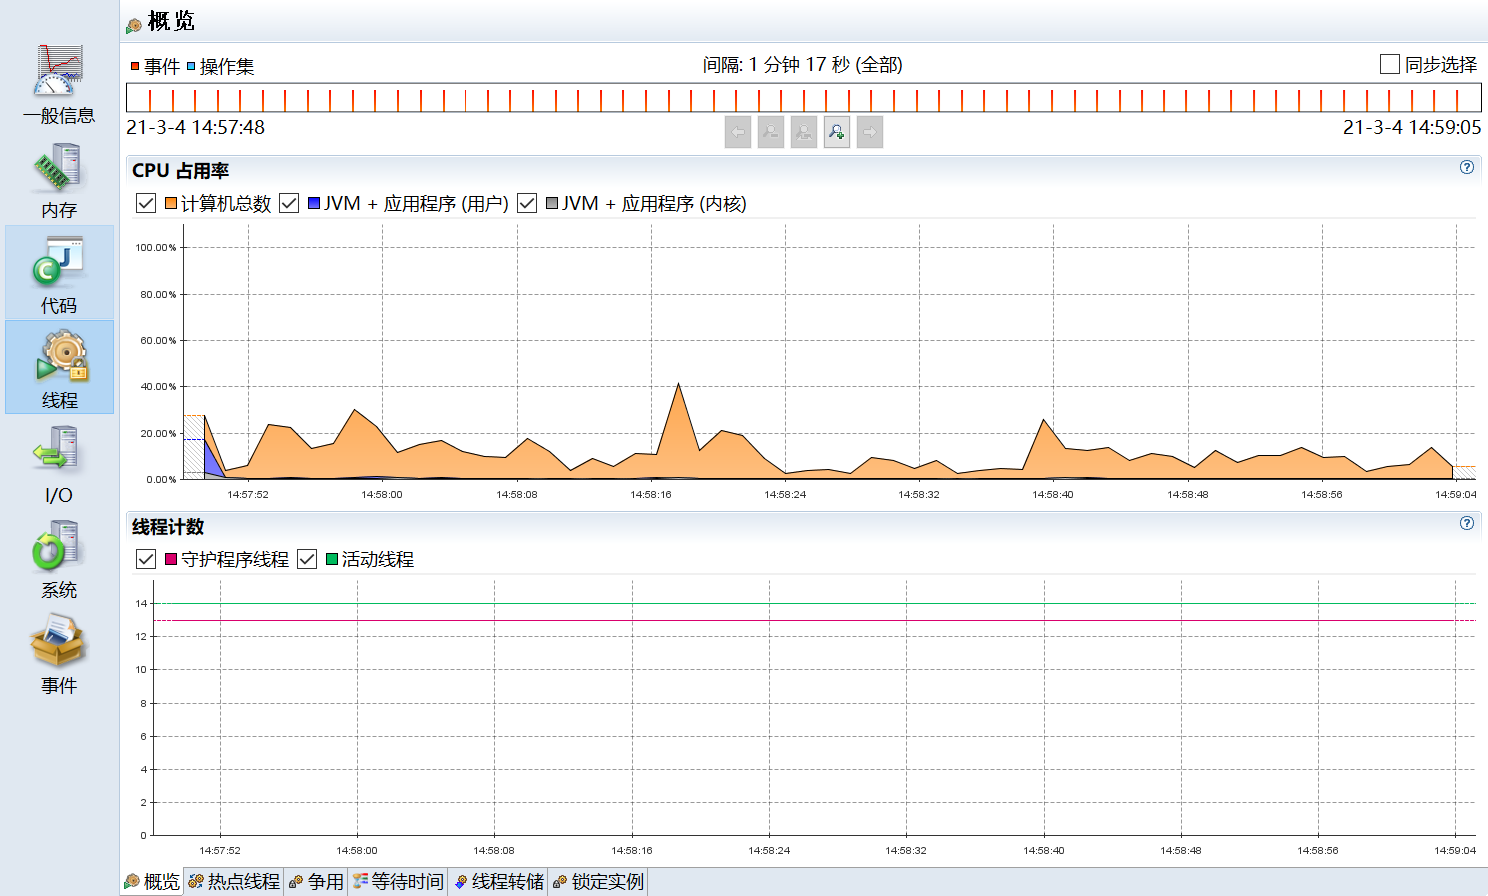 概览
事件 操作集 间隔: 1 分钟 17 秒 (全部) 同步选择
21-3-4 14:57:48 21-3-4 14:59:05
一般信息
内存
代码
线程
I/O
系统
事件
CPU 占用率
计算机总数 JVM + 应用程序 (用户) JVM + 应用程序 (内核)
100.00%
80.00%
60.00%
40.00%
20.00%
0.00%
14:57:52 14:58:00 14:58:08 14:58:16 14:58:24 14:58:32 14:58:40 14:58:48 14:58:56 14:59:04
线程计数
守护程序线程 活动线程
14
12
10
8
6
4
2
0
14:57:52 14:58:00 14:58:08 14:58:16 14:58:24 14:58:32 14:58:40 14:58:48 14:58:56 14:59:04
概览 热点线程 争用 等待时间 线程转储 锁定实例